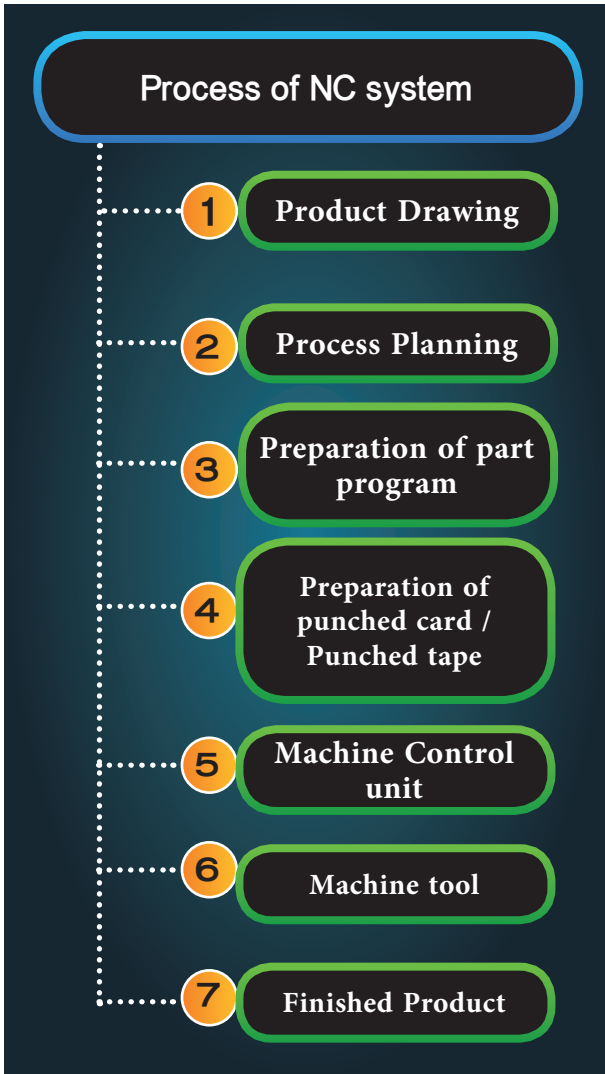 Process of NC system
1 Product Drawing
2 Process Planning
3 Preparation of part
program
4 Preparation of
punched card /
Punched tape
5 Machine Control
unit
6 Machine tool
7 Finished Product